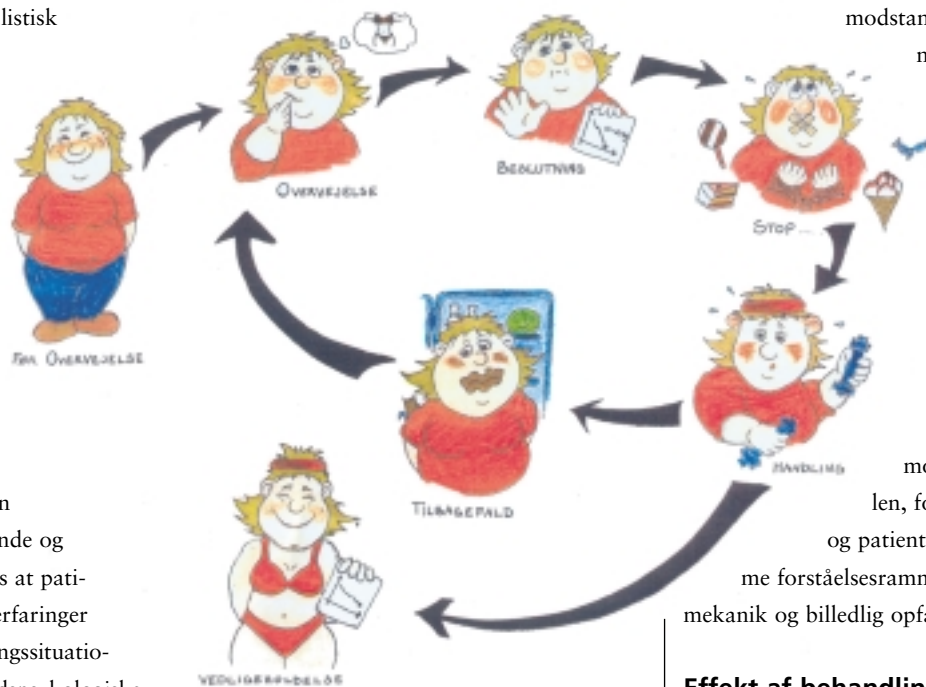 listisk
modstan
n
OVERVEJELSE
BESLUTNING
STOP...
FØR OVERVEJELSE
HANDLING
TILBAGEFALD
VEDLIGEHOLDELSE
n
nde og
s at pati-
erfaringer
ngssituatio-
mo
len, fo
og patient
me forståelsesramm
mekanik og billedlig opfa
Effekt af behandlin